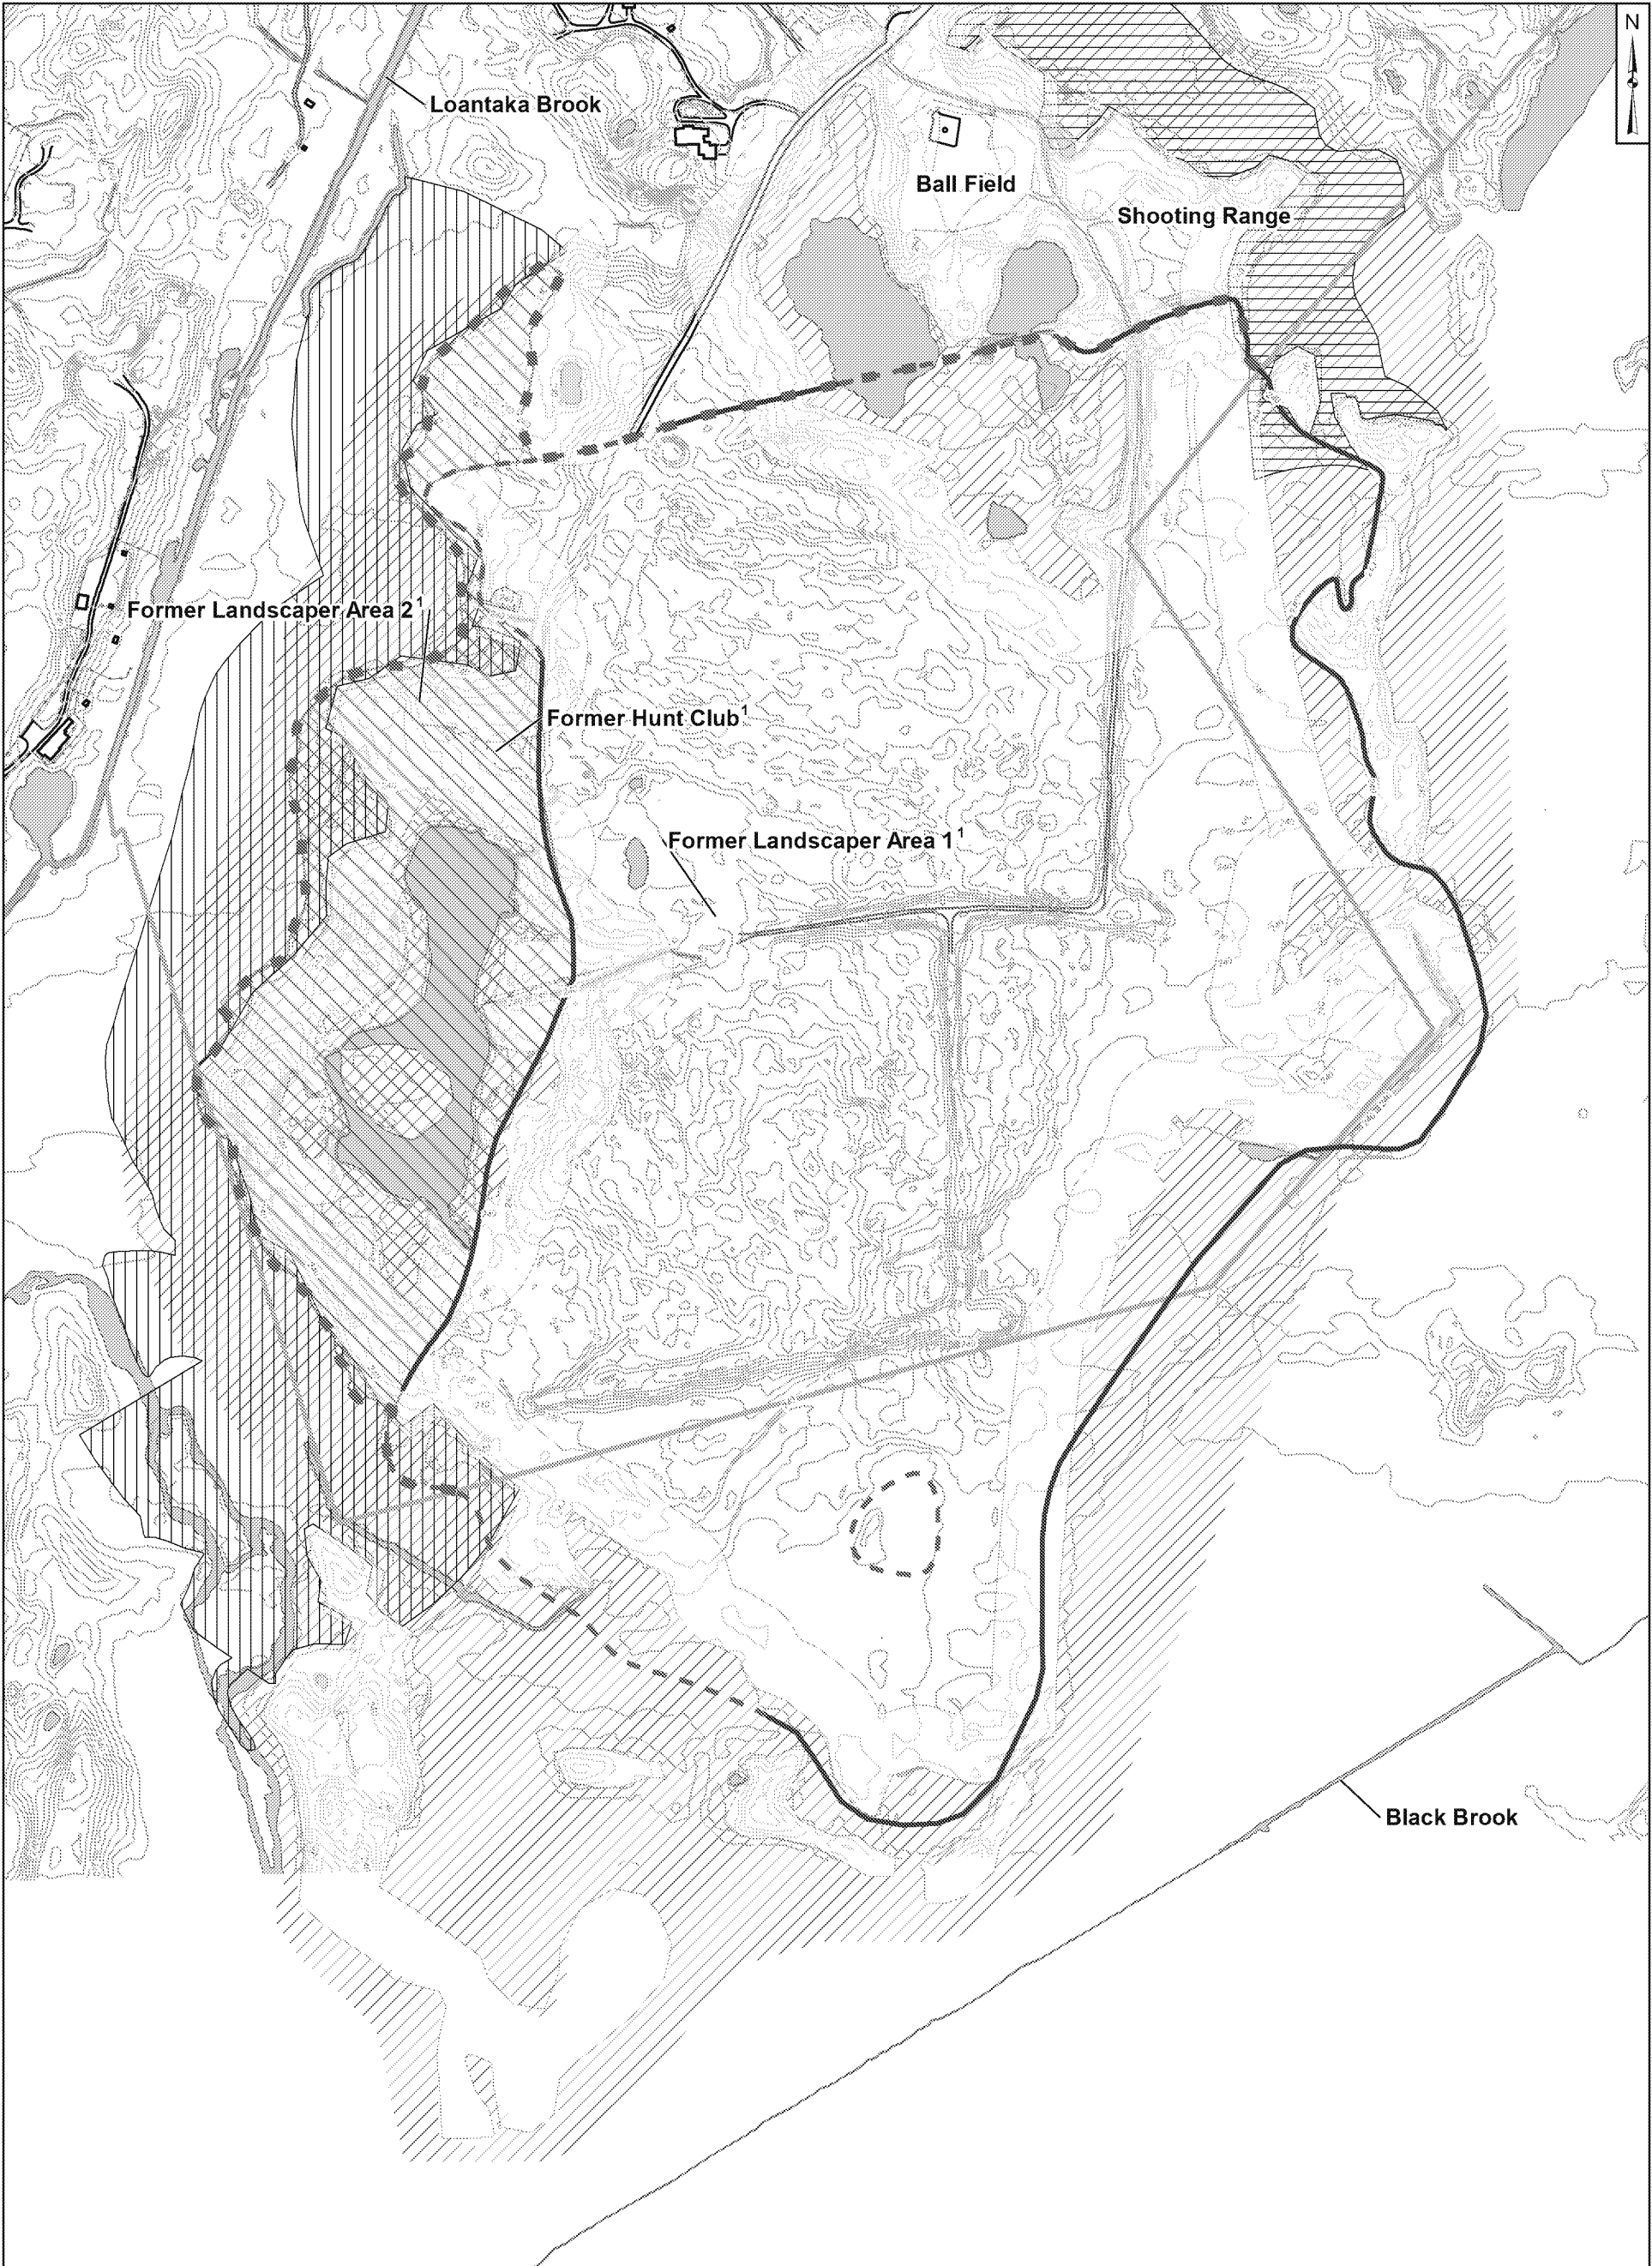 N
Loantaka Brook
Ball Field
Shooting Range
Former Landscaper Area 2¹
Former Hunt Club¹
Former Landscaper Area 1¹
Black Brook